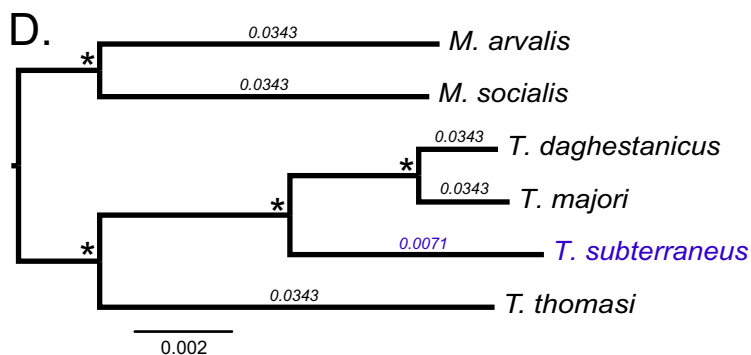 D.
0.0343
M. arvalis
*
0.0343
M. socialis
0.0343
T. daghestanicus
*
0.0343
T. majori
*
0.0071
T. subterraneus
*
0.0343
T. thomasi
0.002